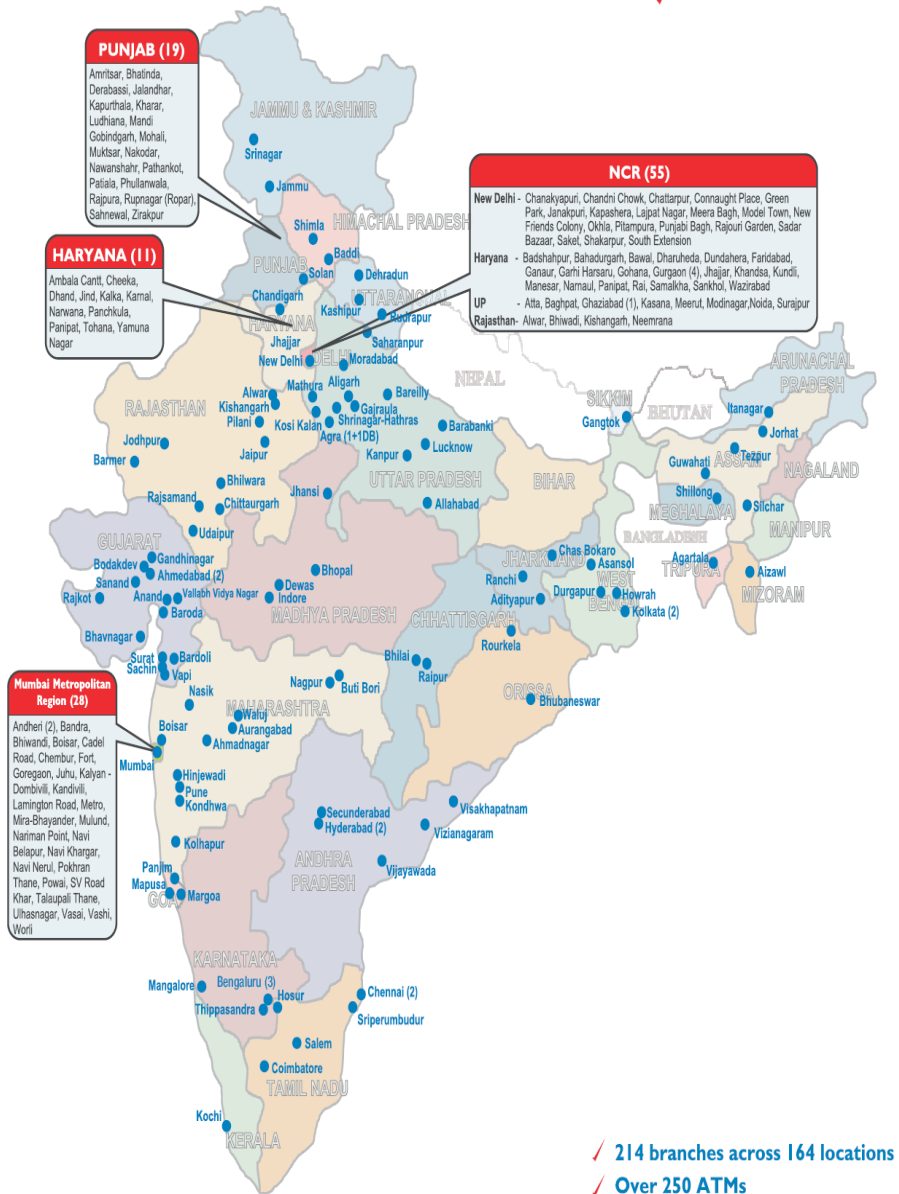 PUNJAB (19)
Amritsar, Bhatinda,
Derabassi, Jalandhar,
Kapurthala, Kharar,
Ludhiana, Mandi
Gobindgarh, Mohali,
Muktsar, Nakodar,
Nawanshahr, Pathankot,
Patiala, Phullanwala,
Rajpura, Rupnagar (Ropar),
Sahnewal, Zirakpur
JAMMU & KASHMIR
Srinagar
Jammu
NCR (55)
New Delhi - Chanakyapuri, Chandni Chowk, Chattarpur, Connaught Place, Green
Park, Janakpuri, Kapashera, Lajpat Nagar, Meera Bagh, Model Town, New
Friends Colony, Okhla, Pitampura, Punjabi Bagh, Rajouri Garden, Sadar
Bazaar, Saket, Shakarpur, South Extension
Haryana - Badshahpur, Bahadurgarh, Bawal, Dharuheda, Dundahera, Faridabad,
Ganaur, Garhi Harsaru, Gohana, Gurgaon (4), Jhajjar, Khandsa, Kundli,
Manesar, Narnaul, Panipat, Rai, Samalkha, Sankhol, Wazirabad
UP - Atta, Baghpat, Ghaziabad (1), Kasana, Meerut, Modinagar,Noida, Surajpur
Rajasthan- Alwar, Bhiwadi, Kishangarh, Neemrana
HARYANA (11)
Ambala Cantt, Cheeka,
Dhand, Jind, Kalka, Karnal,
Narwana, Panchkula,
Panipat, Tohana, Yamuna
Nagar
HIMACHAL PRADESH
Shimla
Baddi
PUNJAB
Solan
Dehradun
Chandigarh
UTTARANCHAL
Kashipur
Rudrapur
HARYANA
Jhajjar
Saharanpur
New Delhi
DELHI
Moradabad
NEPAL
ARUNACHAL
PRADESH
SIKKIM
BHUTAN
Mathura
Aligarh
Bareilly
Alwar
RAJASTHAN
Kishangarh
Gajraula
Pilani
Kosi Kalan
Shrinagar-Hathras
Agra (1+1DB)
Barabanki
Gangtok
Itanagar
Jorhat
Jodhpur
Jaipur
Kanpur
Lucknow
Barmer
Tezpur
Guwahati
ASSAM
NAGALAND
UTTAR PRADESH
BIHAR
Bhilwara
Jhansi
Rajsamand
Chittaurgarh
Allahabad
Shillong
MEGHALAYA
Silchar
Udaipur
MANIPUR
BANGLADESH
GUJARAT
Gandhinagar
Bodakdev
Ahmedabad (2)
Sanand
Bhopal
JHARKHAND
Chas Bokaro
Asansol
Agartala
TRIPURA
Aizawl
Rajkot
Anand
Vallabh Vidya Nagar
Dewas
Indore
Ranchi
WEST
BENGAL
Durgapur
Howrah
Adityapur
Kolkata (2)
MIZORAM
Baroda
MADHYA PRADESH
CHHATTISGARH
Bhavnagar
Rourkela
Surat
Bardoli
Sachin
Vapi
Bhilai
Raipur
Nagpur
Buti Bori
ORISSA
Bhubaneswar
Mumbai Metropolitan
Region (28)
Andheri (2), Bandra,
Bhiwandi, Boisar, Cadel
Road, Chembur, Fort,
Goregaon, Juhu, Kalyan -
Dombivili, Kandivili,
Lamington Road, Metro,
Mira-Bhayander, Mulund,
Nariman Point, Navi
Belapur, Navi Khargar,
Navi Nerul, Pokhran
Thane, Powai, SV Road
Khar, Talaupali Thane,
Ulhasnagar, Vasai, Vashi,
Worli
Nasik
MAHARASHTRA
Waluj
Boisar
Aurangabad
Ahmadnagar
Mumbai
Hinjewadi
Pune
Kondhwa
Secunderabad
Hyderabad (2)
Visakhapatnam
Vizianagaram
Kolhapur
ANDHRA
PRADESH
Vijayawada
Panjim
Mapusa
GOA
Margoa
KARNATAKA
Mangalore
Bengaluru (3)
Hosur
Chennai (2)
Thippasandra
Sriperumbudur
Salem
Coimbatore
TAMIL NADU
Kochi
KERALA
214 branches across 164 locations
Over 250 ATMs